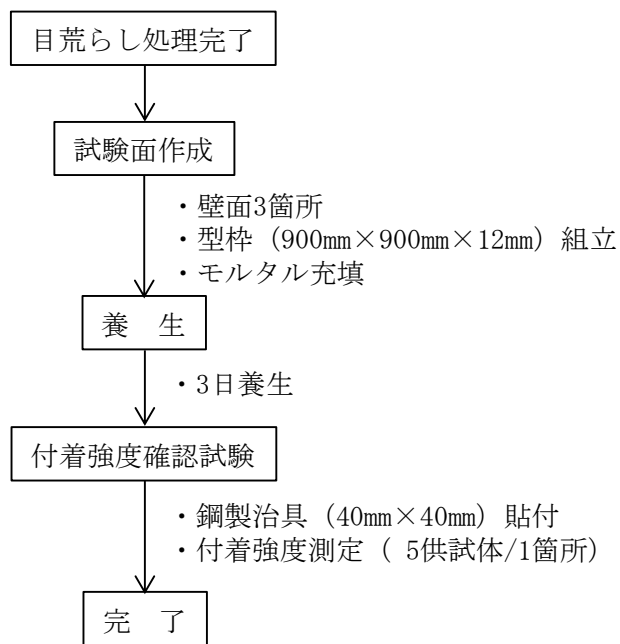 目荒らし処理完了
試験面作成
・壁面3箇所
・型枠（900㎜×900㎜×12㎜）組立
・モルタル充填
養　生
・3日養生
付着強度確認試験
・鋼製治具（40㎜×40㎜）貼付
・付着強度測定（ 5供試体/1箇所）
完　了